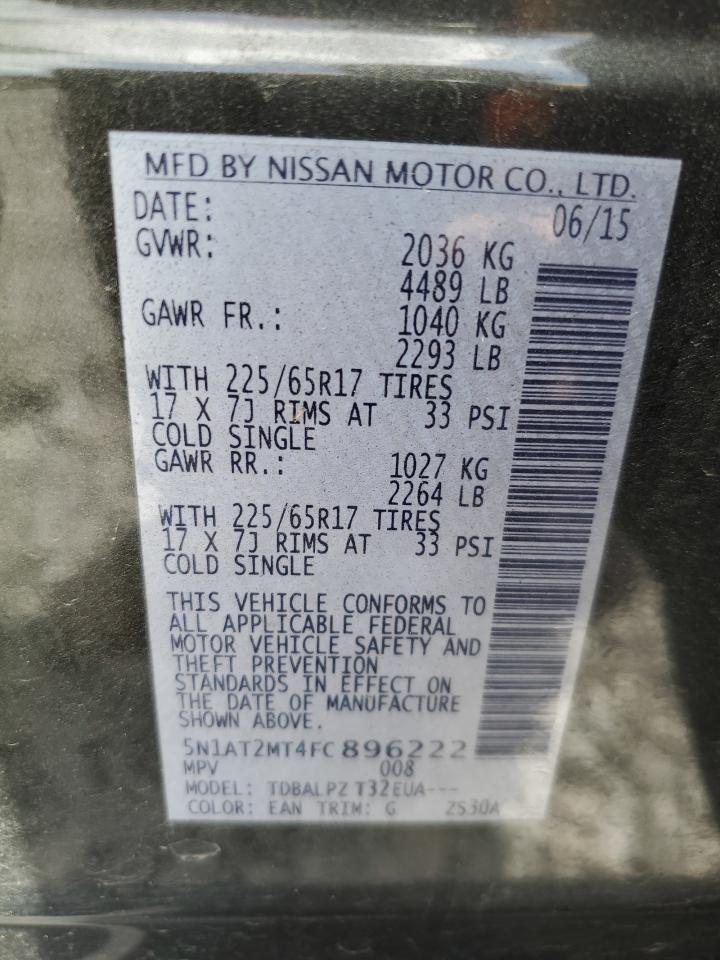 MFD BY NISSAN MOTOR CO., LTD.
DATE: 06/15
GVWR: 2036 KG
4489 LB
GAWR FR.: 1040 KG
2293 LB
WITH 225/65R17 TIRES
17 X 7J RIMS AT 33 PSI
COLD SINGLE
GAWR RR.: 1027 KG
2264 LB
WITH 225/65R17 TIRES
17 X 7J RIMS AT 33 PSI
COLD SINGLE
THIS VEHICLE CONFORMS TO
ALL APPLICABLE FEDERAL
MOTOR VEHICLE SAFETY AND
THEFT PREVENTION
STANDARDS IN EFFECT ON
THE DATE OF MANUFACTURE
SHOWN ABOVE.
5N1AT2MT4FC896222
MPV 008
MODEL: TDBALPZ T32EUA---
COLOR: EAN TRIM: G 2S30A